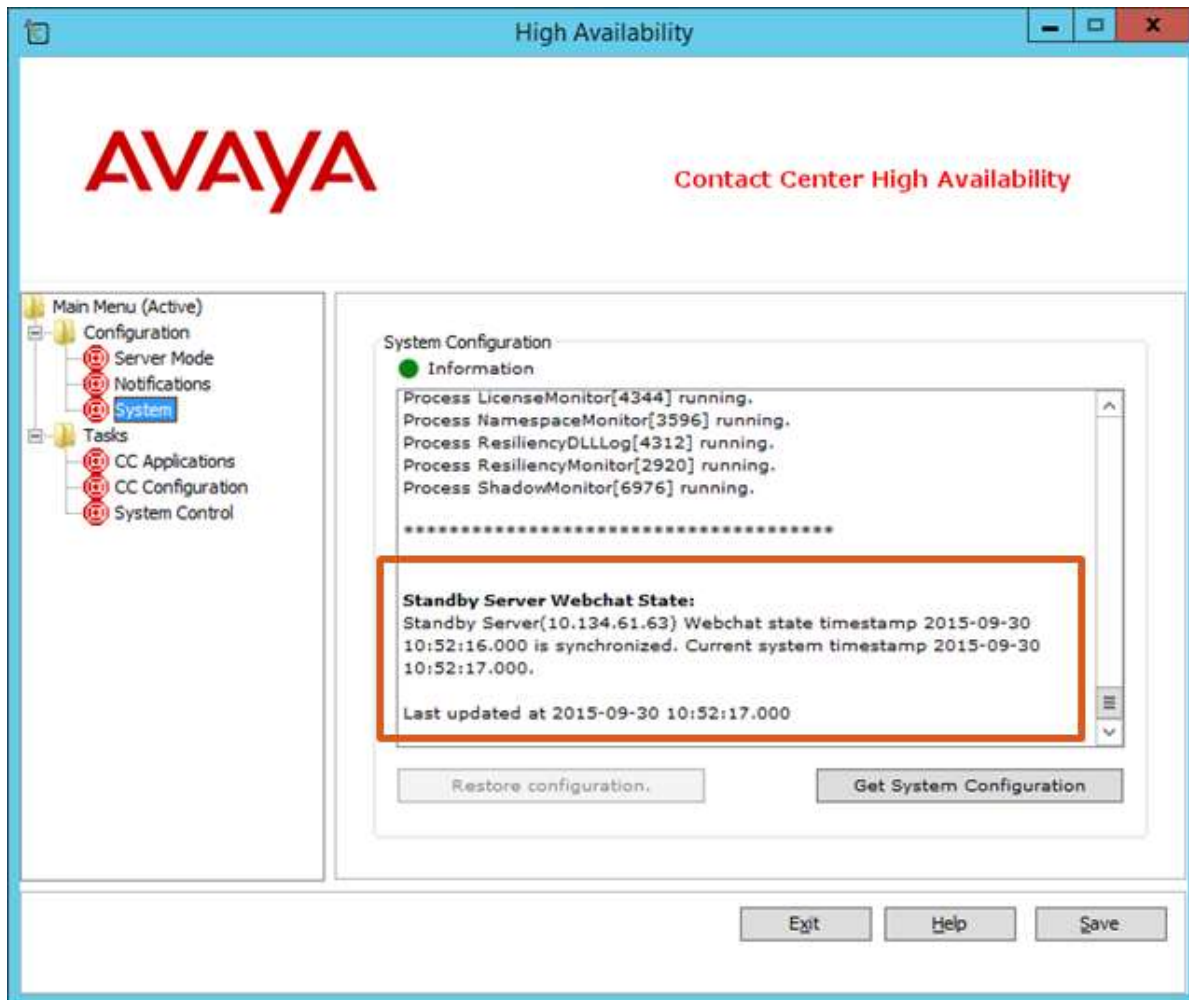 High Availability
AVAYA
Contact Center High Availability
Main Menu (Active)
Configuration
Server Mode
Notifications
System
Tasks
CC Applications
CC Configuration
System Control
System Configuration
Information
Process LicenseMonitor[4344] running.
Process NamespaceMonitor[3596] running.
Process ResiliencyDLLLog[4312] running.
Process ResiliencyMonitor[2920] running.
Process ShadowMonitor[6976] running.
**************************************
Standby Server Webchat State:
Standby Server(10.134.61.63) Webchat state timestamp 2015-09-30
10:52:16.000 is synchronized. Current system timestamp 2015-09-30
10:52:17.000.
Last updated at 2015-09-30 10:52:17.000
Restore configuration.
Get System Configuration
Exit
Help
Save